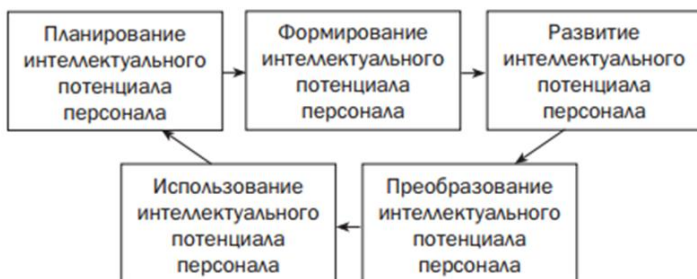 Планирование
интеллектуального
потенциала
персонала
Формирование
интеллектуального
потенциала
персонала
Развитие
интеллектуального
потенциала
персонала
Использование
интеллектуального
потенциала
персонала
Преобразование
интеллектуального
потенциала
персонала